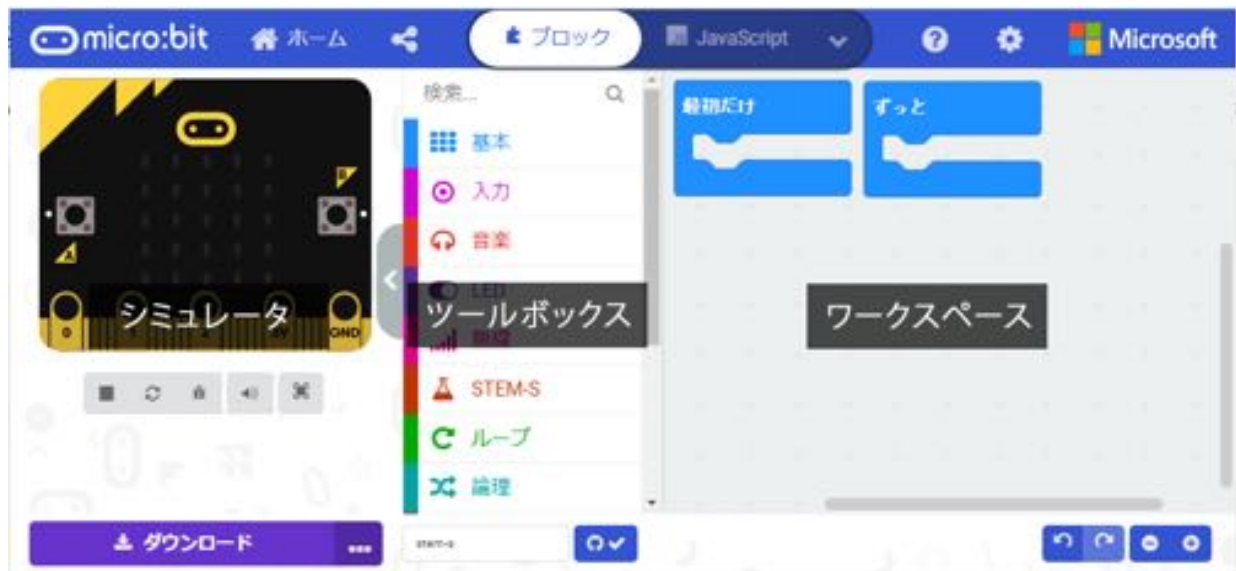 micro:bit ホーム ブロック JavaScript Microsoft
検索...
最初だけ ずっと
基本
入力
B
音楽
A
LED
シミュレータ ツールボックス ワークスペース
0 GND
STEM-S
ループ
論理
ダウンロード ...
stem-s